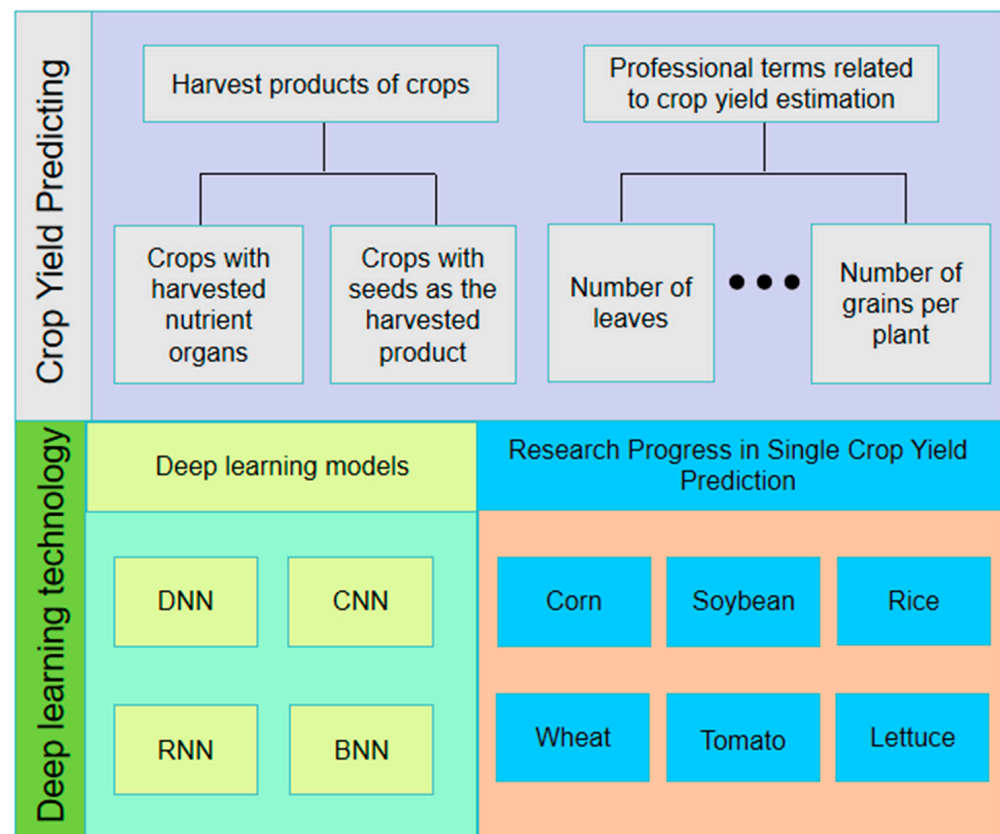 Crop Yield Predicting
Harvest products of crops
Professional terms related
to crop yield estimation
Crops with
harvested
nutrient
organs
Crops with
seeds as the
harvested
product
Number of
leaves
Number of
grains per
plant
Deep learning technology
Deep learning models
Research Progress in Single Crop Yield
Prediction
DNN
CNN
RNN
BNN
Corn
Soybean
Rice
Wheat
Tomato
Lettuce